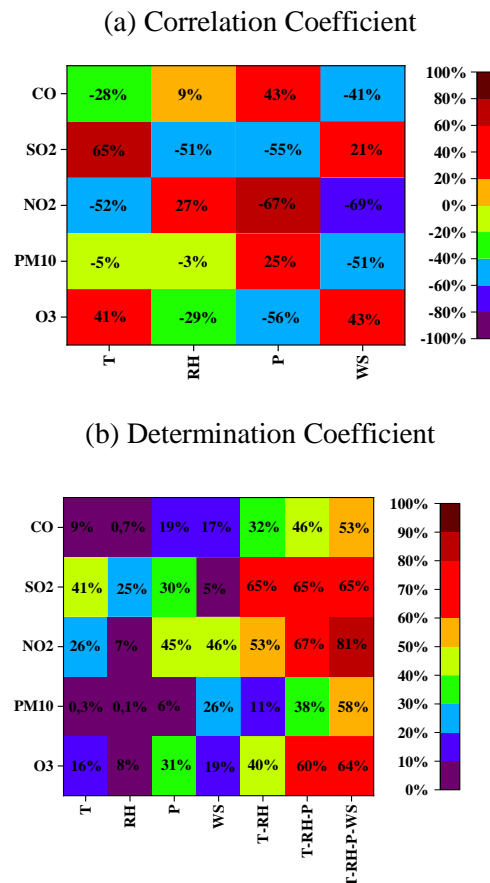 (a) Correlation Coefficient
CO -28% 9% 43% -41%
SO2 65% -51% -55% 21%
NO2 -52% 27% -67% -69%
PM10 -5% -3% 25% -51%
O3 41% -29% -56% 43%
T RH P WS
100%
80%
60%
40%
20%
0%
-20%
-40%
-60%
-80%
-100%
(b) Determination Coefficient
CO 9% 0,7% 19% 17% 32% 46% 53%
SO2 41% 25% 30% 5% 65% 65% 65%
NO2 26% 7% 45% 46% 53% 67% 81%
PM10 0,3% 0,1% 6% 26% 11% 38% 58%
O3 16% 8% 31% 19% 40% 60% 64%
T RH P WS T-RH T-RH-P T-RH-P-WS
100%
90%
80%
70%
60%
50%
40%
30%
20%
10%
0%